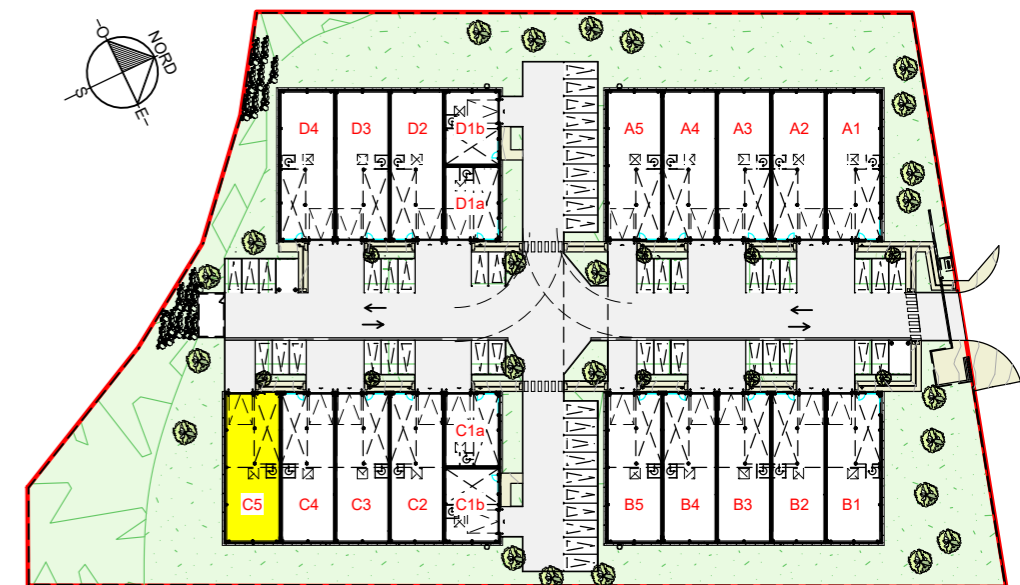 NORD
-O-
S-
-E-
D4 D3 D2 D1b A5 A4 A3 A2 A1
D1a
C1a
C5 C4 C3 C2 C1b B5 B4 B3 B2 B1